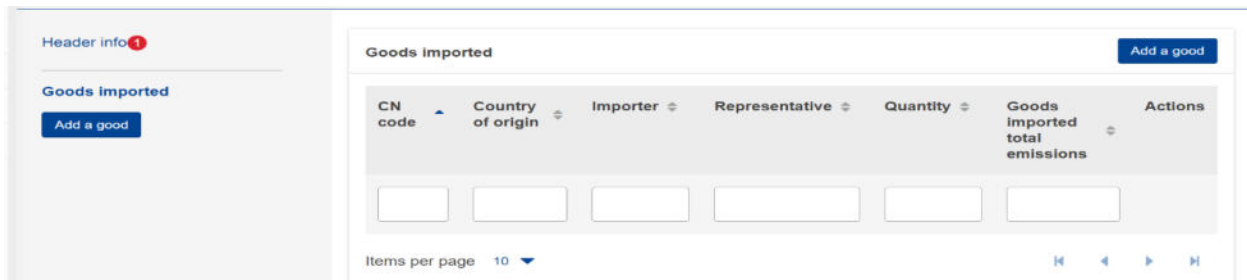 Header info 1
Goods imported
Add a good
Goods imported
Add a good
CN code
Country of origin
Importer
Representative
Quantity
Goods imported total emissions
Actions
Items per page 10